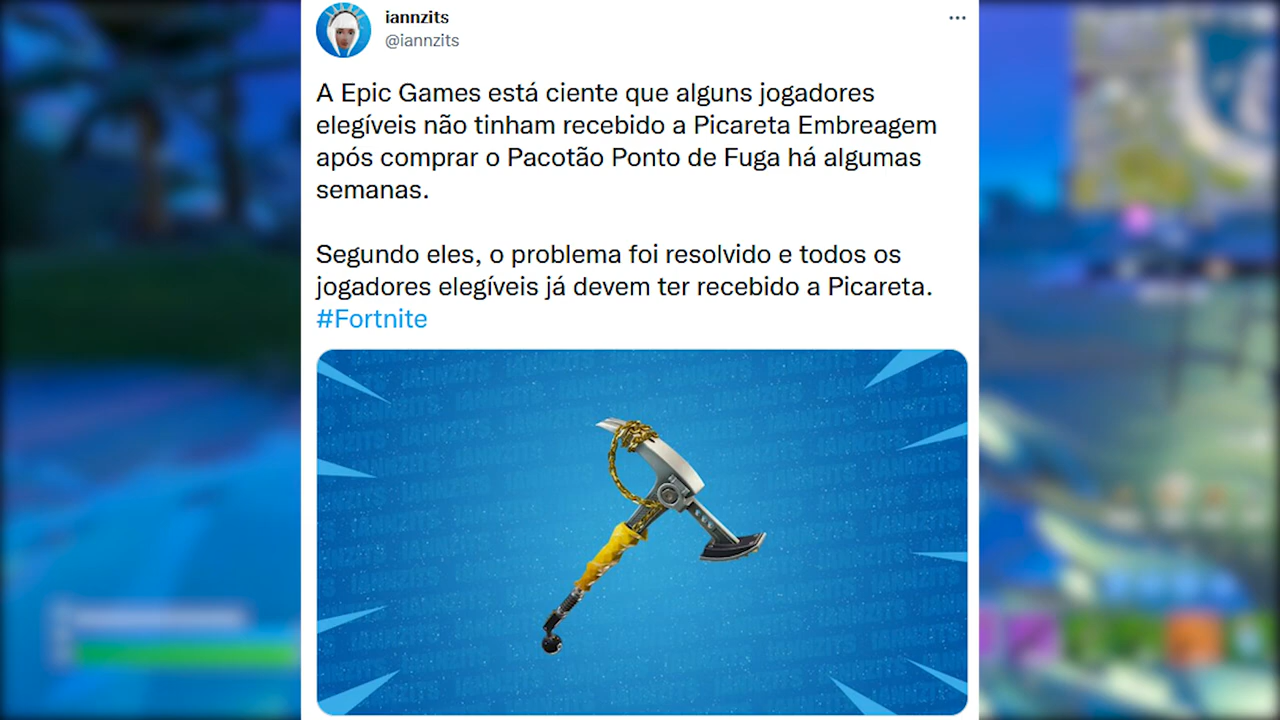 iannzits
@iannzits
A Epic Games está ciente que alguns jogadores
elegíveis não tinham recebido a Picareta Embreagem
após comprar o Pacotão Ponto de Fuga há algumas
semanas.
Segundo eles, o problema foi resolvido e todos os
jogadores elegíveis já devem ter recebido a Picareta.
#Fortnite